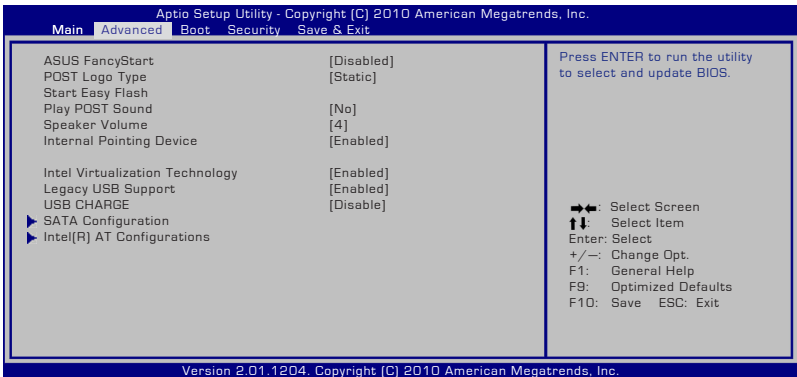 Aptio Setup Utility - Copyright (C) 2010 American Megatrends, Inc.
Main Advanced Boot Security Save & Exit
ASUS FancyStart [Disabled]
POST Logo Type [Static]
Start Easy Flash
Play POST Sound [No]
Speaker Volume [4]
Internal Pointing Device [Enabled]
Intel Virtualization Technology [Enabled]
Legacy USB Support [Enabled]
USB CHARGE [Disable]
SATA Configuration
Intel(R) AT Configurations
Press ENTER to run the utility
to select and update BIOS.
→←: Select Screen
↑↓: Select Item
Enter: Select
+/—: Change Opt.
F1: General Help
F9: Optimized Defaults
F10: Save ESC: Exit
Version 2.01.1204. Copyright (C) 2010 American Megatrends, Inc.